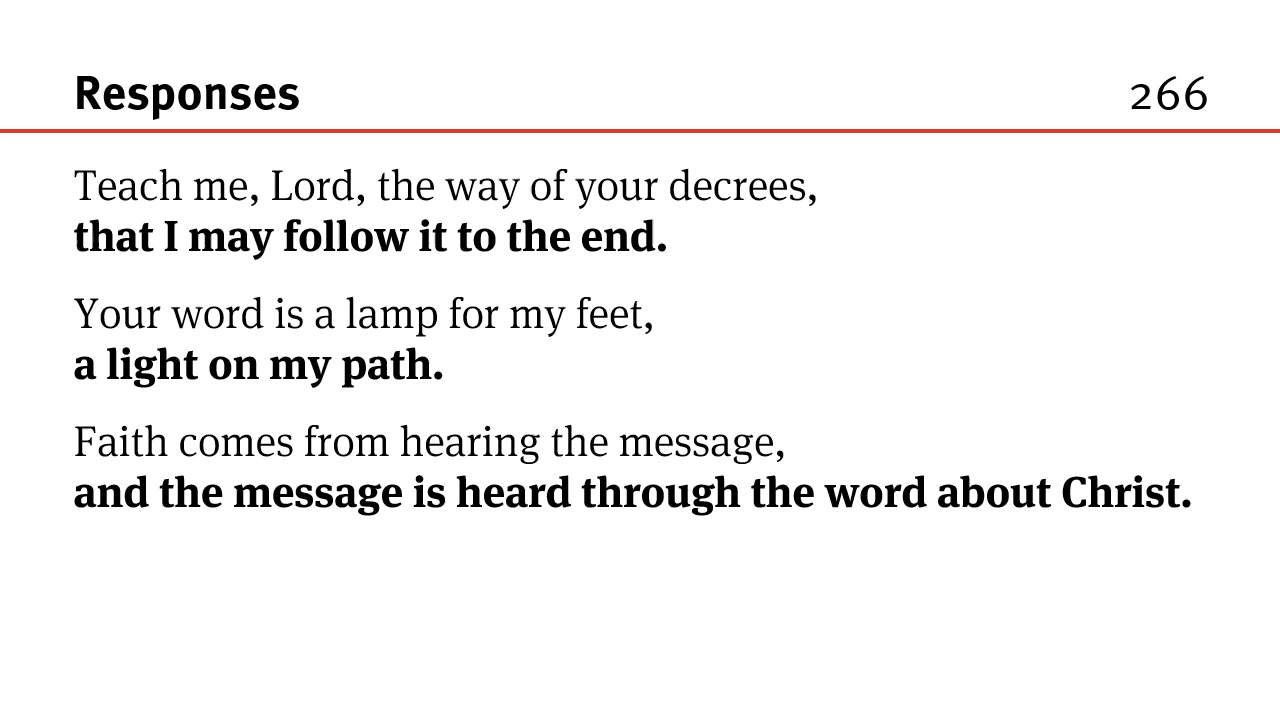 Responses 266
Teach me, Lord, the way of your decrees,
that I may follow it to the end.
Your word is a lamp for my feet,
a light on my path.
Faith comes from hearing the message,
and the message is heard through the word about Christ.